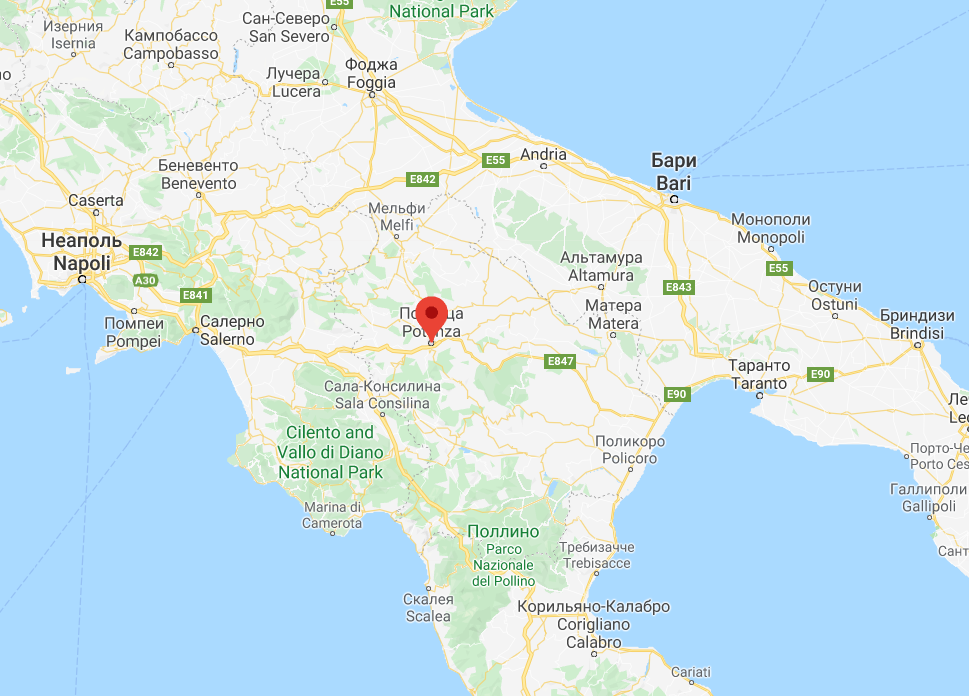 E55
National Park
Сан-Северо
San Severo
Изерния
Isernia
Кампобассо
Campobasso
Лучера
Lucera
Фоджа
Foggia
Andria
E55
E842
Бари
Bari
Беневенто
Benevento
Caserta
Мельфи
Melfi
Монополи
Monopoli
Неаполь
Napoli
E842
A30
E841
Альтамура
Altamura
E55
E843
Остуни
Ostuni
Матера
Matera
Бриндизи
Brindisi
Помпеи
Pompei
Салерно
Salerno
E847
Таранто
Taranto
E90
E90
Сала-Консилина
Sala Consilina
Cilento and
Vallo di Diano
National Park
Поликоро
Policoro
Порто-Че
Porto Ces
Галлиполи
Gallipoli
Marina di
Camerota
Поллино
Parco
Nazionale
del Pollino
Требизачче
Trebisacce
Сант
Скалея
Scalea
Корильяно-Калабро
Corigliano
Calabro
Cariati